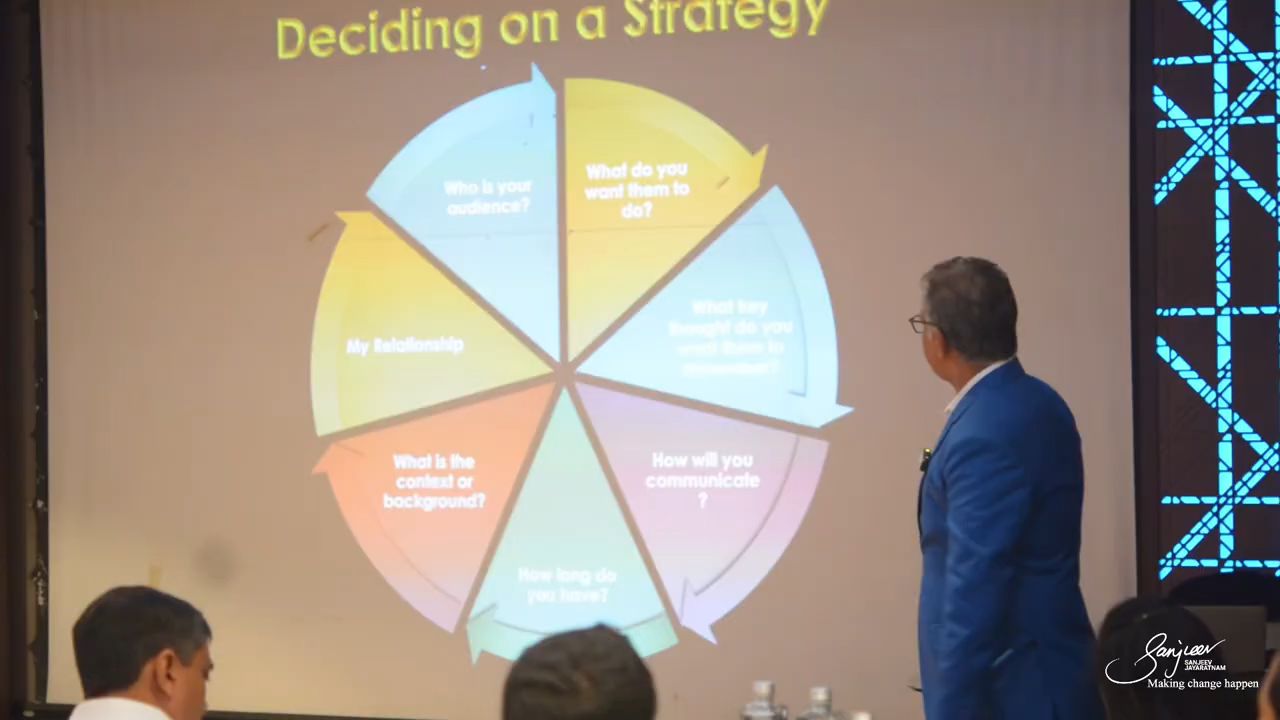 Deciding on a Strategy
Who is your
audience?
What do you
want them to
do?
What key
thought do you
want them to
remember?
How will you
communicate
?
How long do
you have?
What is the
context or
background?
My Relationship
Sanjeev
SANJEEV
JAYARATNAM
Making change happen